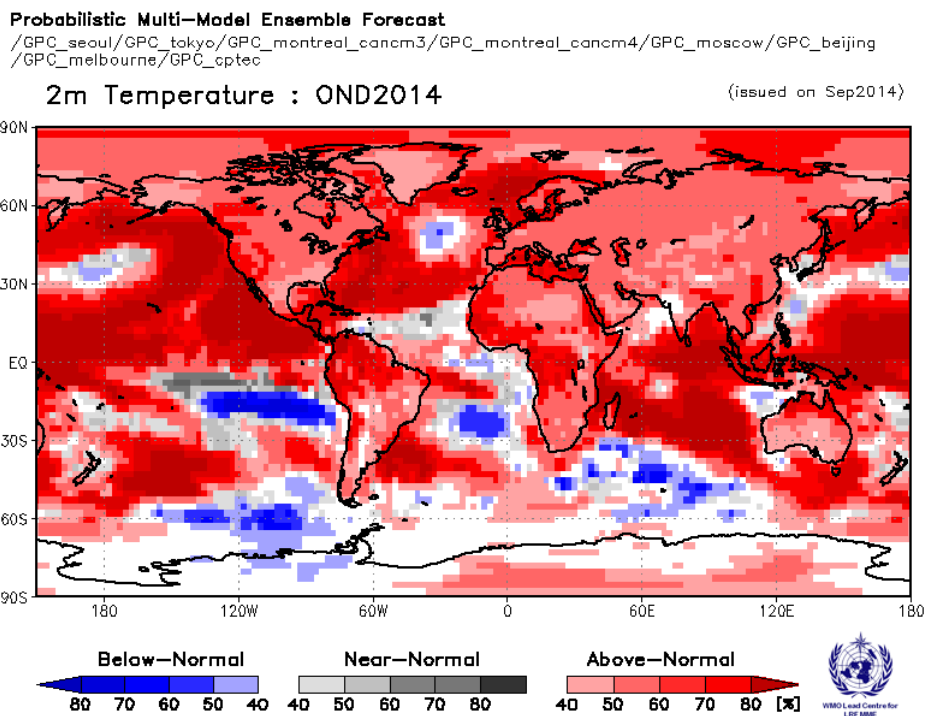 Probabilistic Multi-Model Ensemble Forecast
/GPC_seoul/GPC_tokyo/GPC_montreal_cancm3/GPC_montreal_cancm4/GPC_moscow/GPC_beijing
/GPC_melbourne/GPC_cptec
2m Temperature : OND2014
(issued on Sep2014)
90N
60N
30N
EQ
30S
60S
90S
180 120W 60W 0 60E 120E 180
Below-Normal Near-Normal Above-Normal
80 70 60 50 40 40 50 60 70 80 40 50 60 70 80 [%]
WMO Lead Centre for
LRFMME